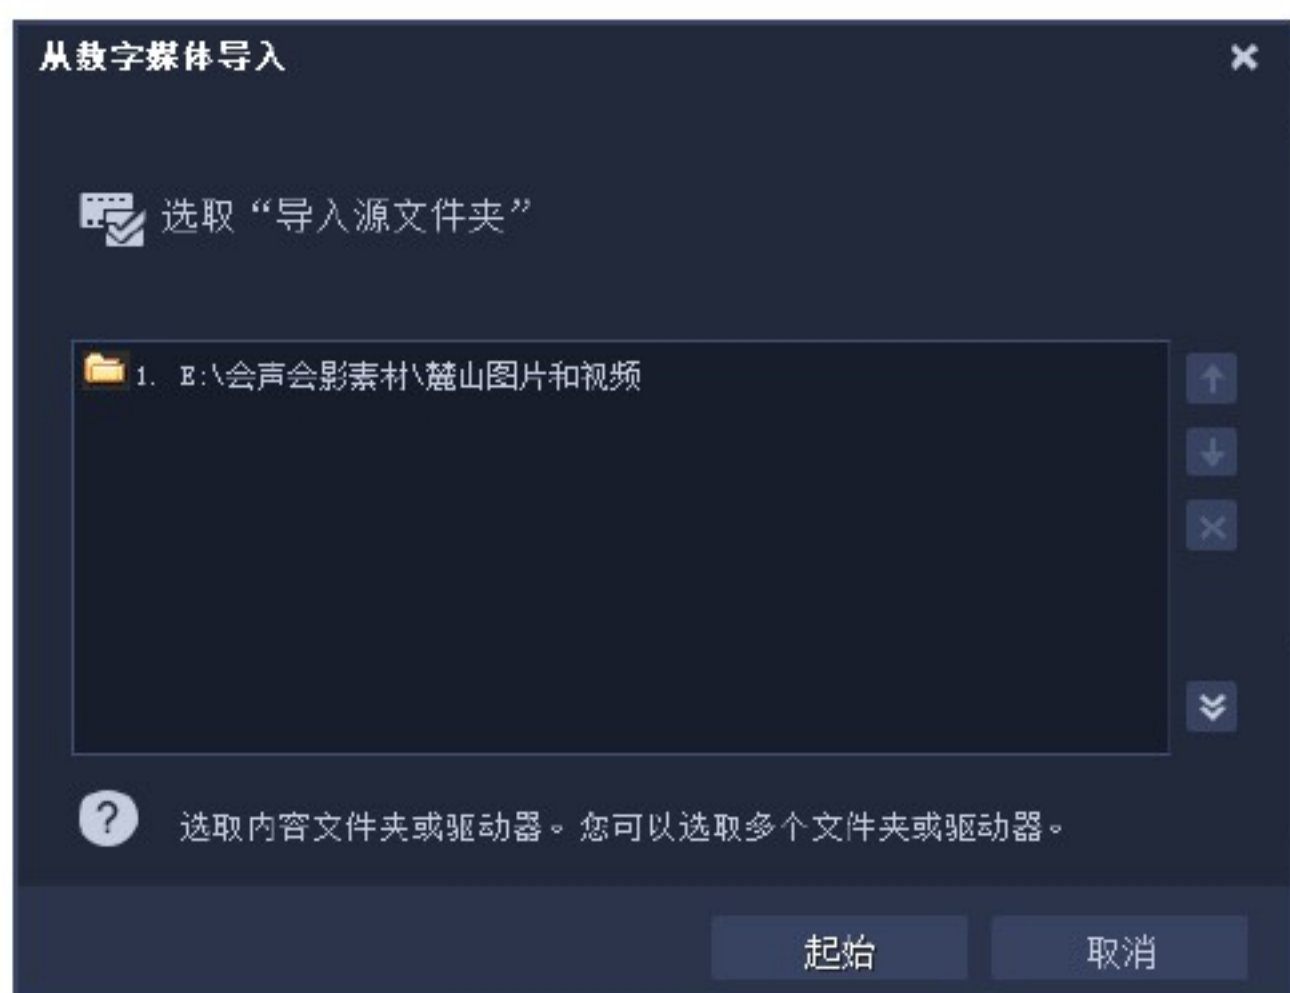 从数字媒体导入
选取“导入源文件夹”
1. E:\会声会影素材\麓山图片和视频
选取内容文件夹或驱动器。您可以选取多个文件夹或驱动器。
起始
取消